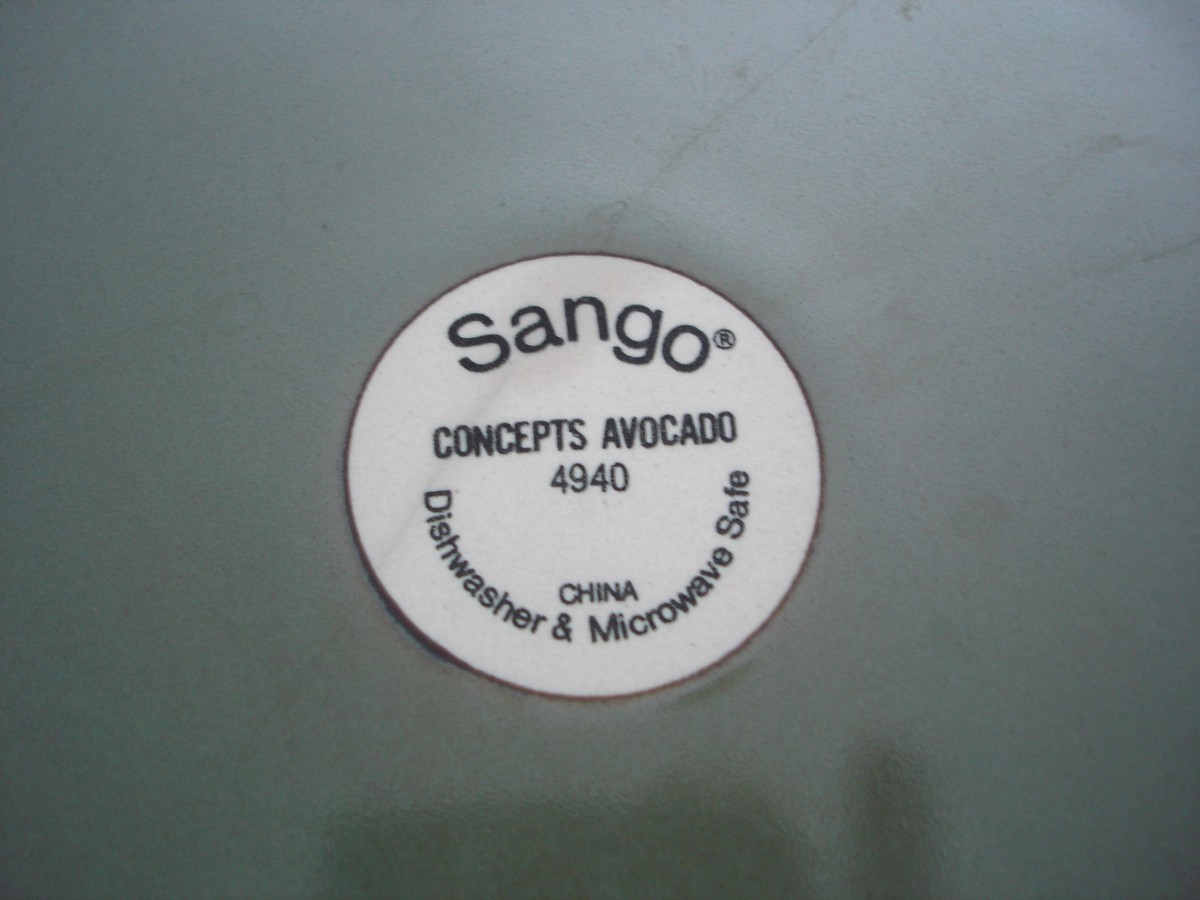 Sango®
CONCEPTS AVOCADO
4940
CHINA
Dishwasher & Microwave Safe